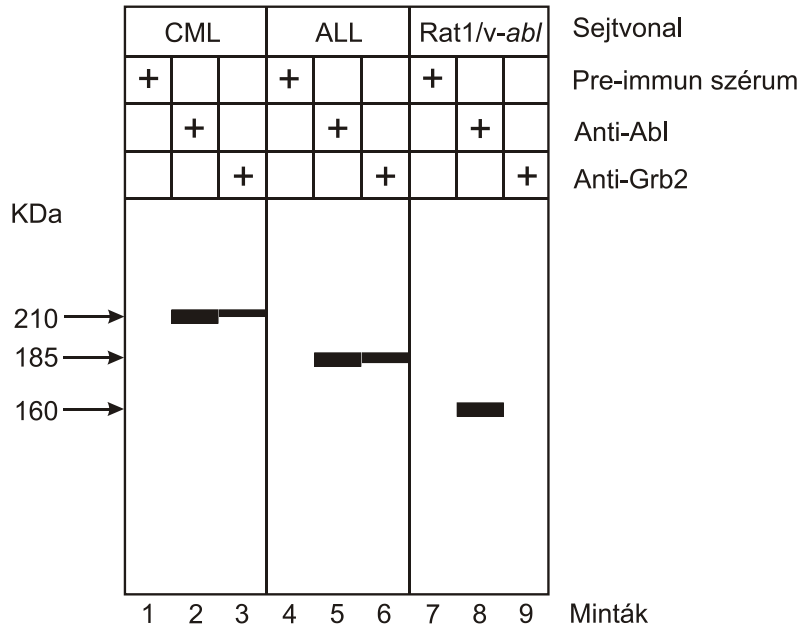 CML ALL Rat1/v-abl Sejtvonal
+ + + Pre-immun szérum
+ + + Anti-Abl
+ + + Anti-Grb2
KDa
210
185
160
1 2 3 4 5 6 7 8 9 Minták